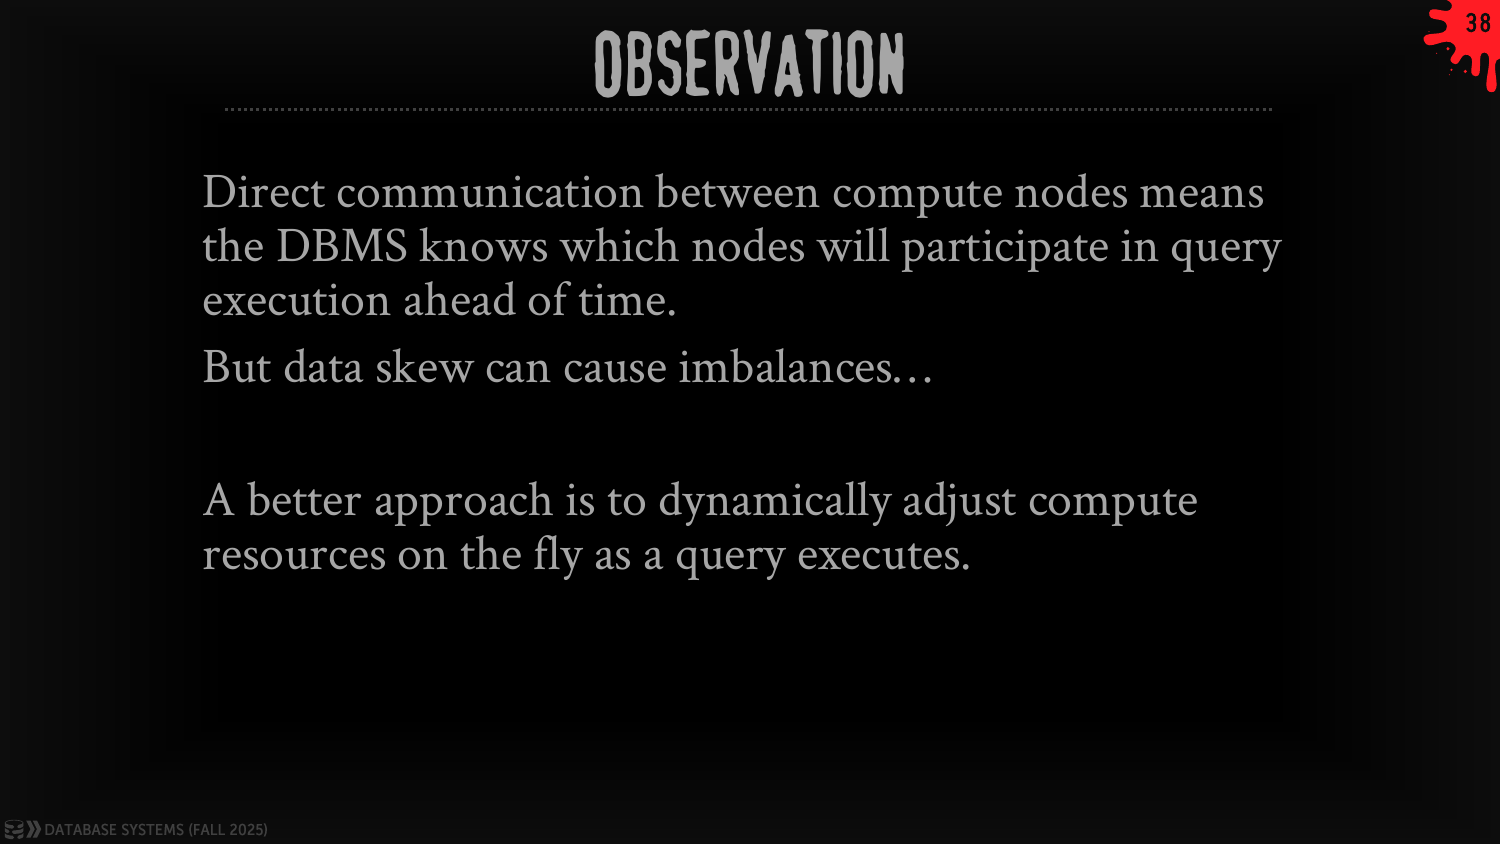 OBSERVATION
38
Direct communication between compute nodes means
the DBMS knows which nodes will participate in query
execution ahead of time.
But data skew can cause imbalances…
A better approach is to dynamically adjust compute
resources on the fly as a query executes.
DATABASE SYSTEMS (FALL 2025)